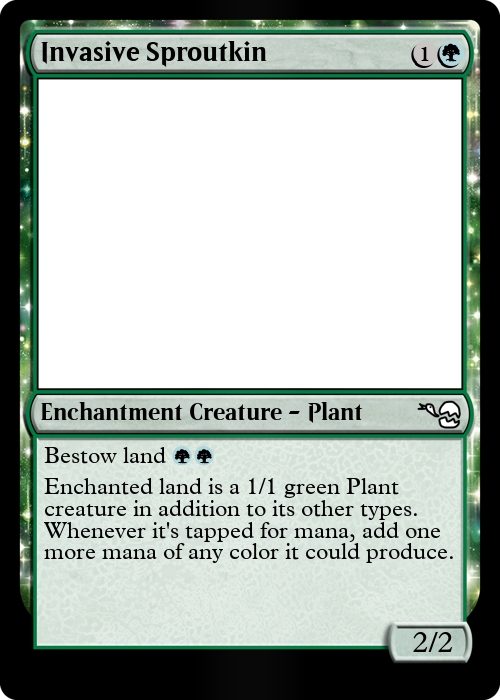 Invasive Sproutkin 1
Enchantment Creature – Plant
Bestow land
Enchanted land is a 1/1 green Plant
creature in addition to its other types.
Whenever it's tapped for mana, add one
more mana of any color it could produce.
2/2